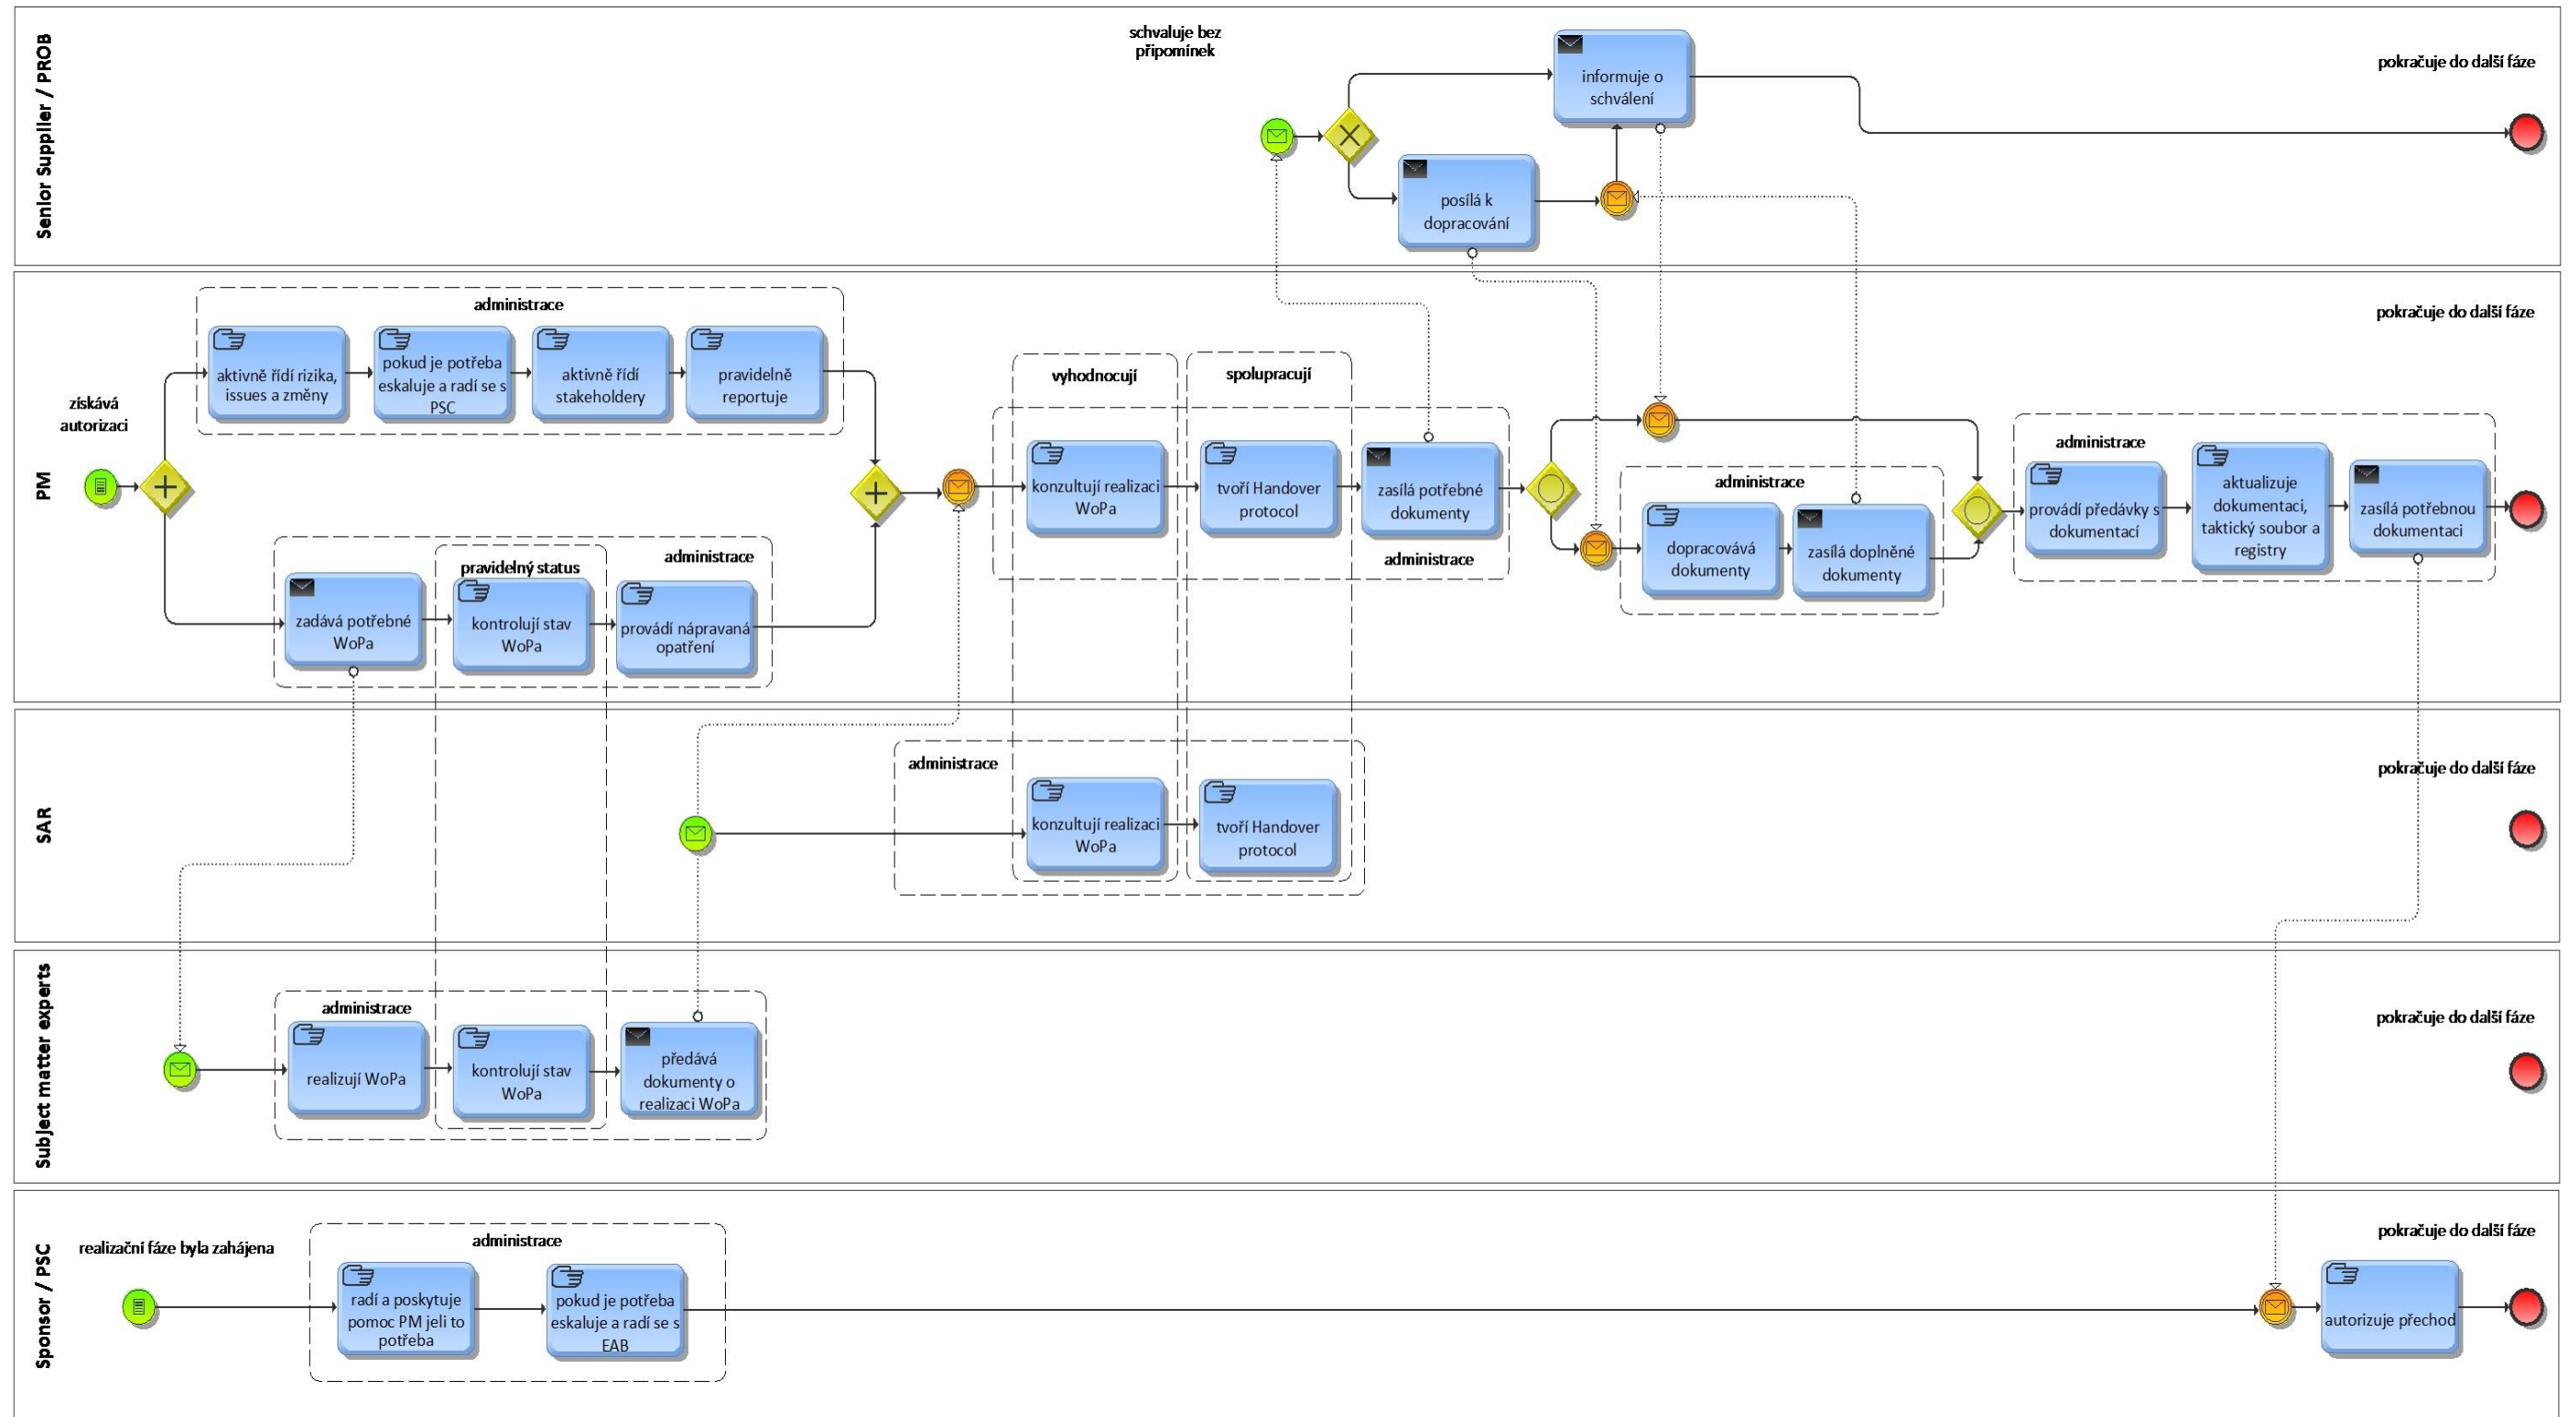 Senior Supplier / PROB
schvaluje bez
připomínek
informuje o
schválení
posílá k
dopracování
pokračuje do další fáze
PM
získává
autorizaci
administrace
aktivně řídí rizika,
issues a změny
pokud je potřeba
eskaluje a radí se s
PSC
aktivně řídí
stakeholdery
pravidelně
reportuje
administrace
zadává potřebné
WoPa
pravidelný status
kontrolují stav
WoPa
provádí nápravaná
opatření
vyhodnocují
konzultují realizaci
WoPa
spolupracují
tvoří Handover
protocol
zasílá potřebné
dokumenty
administrace
administrace
dopracovává
dokumenty
zasílá doplněné
dokumenty
administrace
provádí předávky s
dokumentací
aktualizuje
dokumentaci,
taktický soubor a
registry
zasílá potřebnou
dokumentaci
pokračuje do další fáze
SAR
administrace
konzultují realizaci
WoPa
tvoří Handover
protocol
pokračuje do další fáze
Subject matter experts
administrace
realizují WoPa
kontrolují stav
WoPa
předává
dokumenty o
realizaci WoPa
pokračuje do další fáze
Sponsor / PSC
realizační fáze byla zahájena
administrace
radí a poskytuje
pomoc PM jeli to
potřeba
pokud je potřeba
eskaluje a radí se s
EAB
autorizuje přechod
pokračuje do další fáze